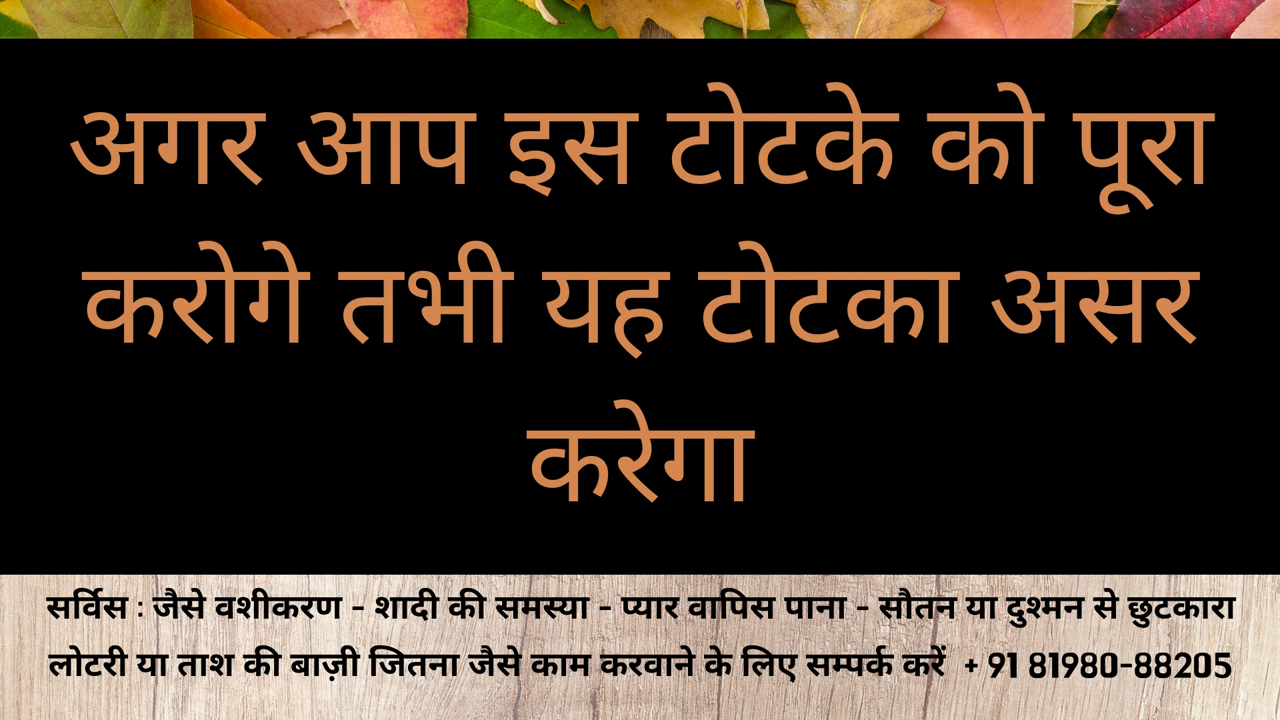 अगर आप इस टोटके को पूरा
करोगे तभी यह टोटका असर
करेगा
सर्विस : जैसे वशीकरण - शादी की समस्या - प्यार वापिस पाना - सौतन या दुश्मन से छुटकारा
लोटरी या ताश की बाज़ी जितना जैसे काम करवाने के लिए सम्पर्क करें + 91 81980-88205